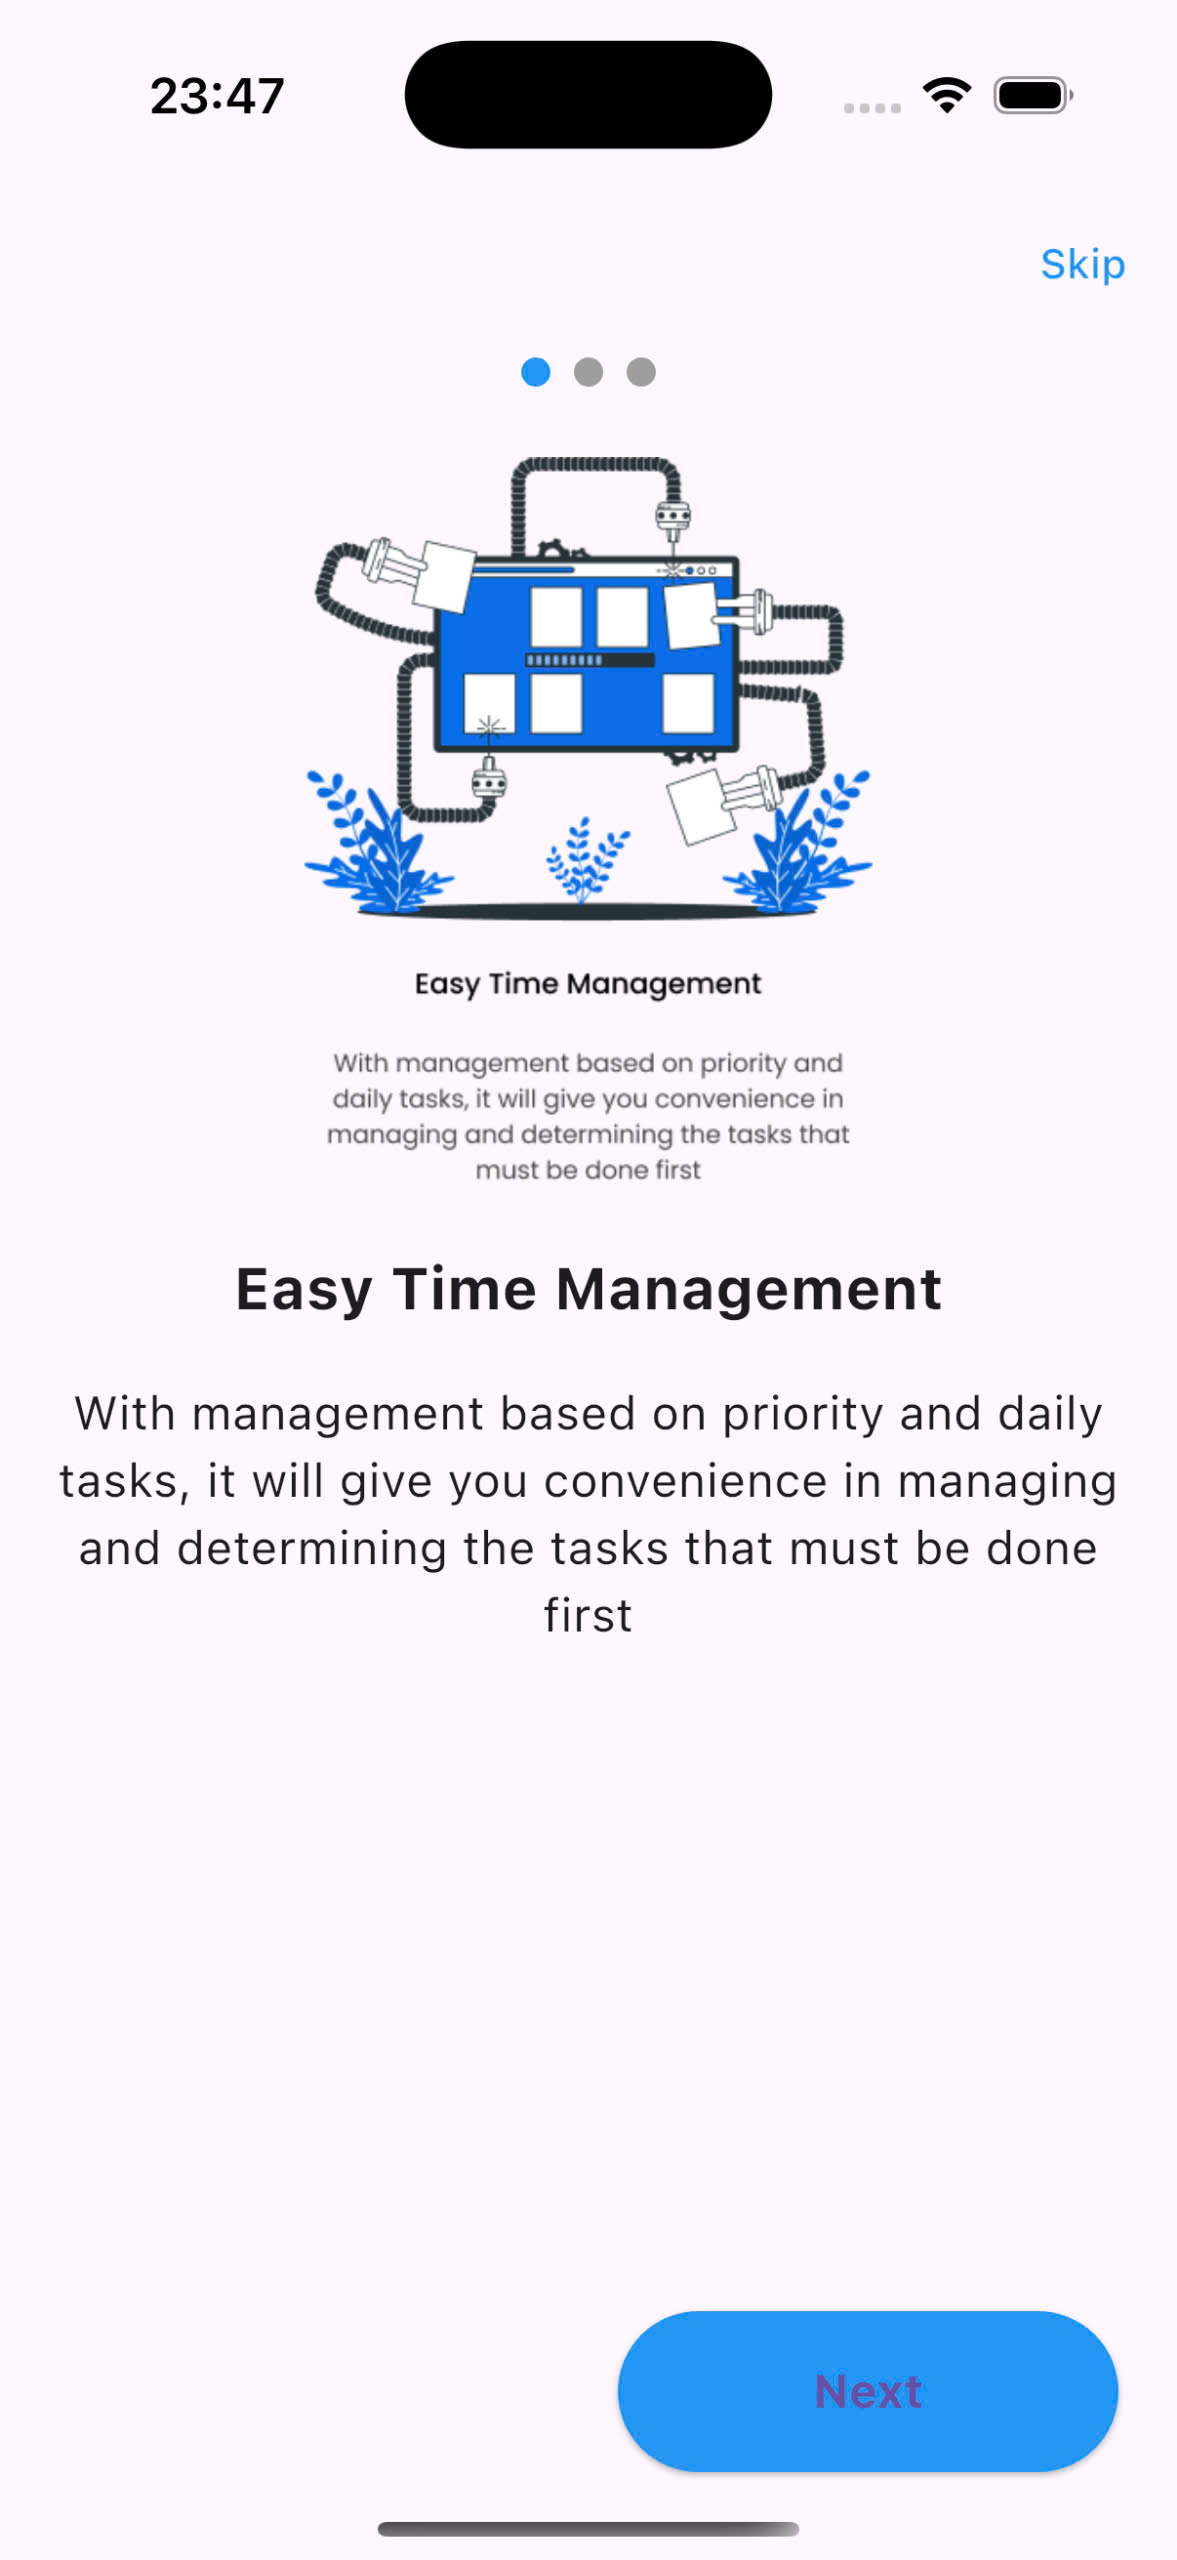 23:47
Skip
Easy Time Management
With management based on priority and
daily tasks, it will give you convenience in
managing and determining the tasks that
must be done first
Easy Time Management
With management based on priority and daily
tasks, it will give you convenience in managing
and determining the tasks that must be done
first
Next